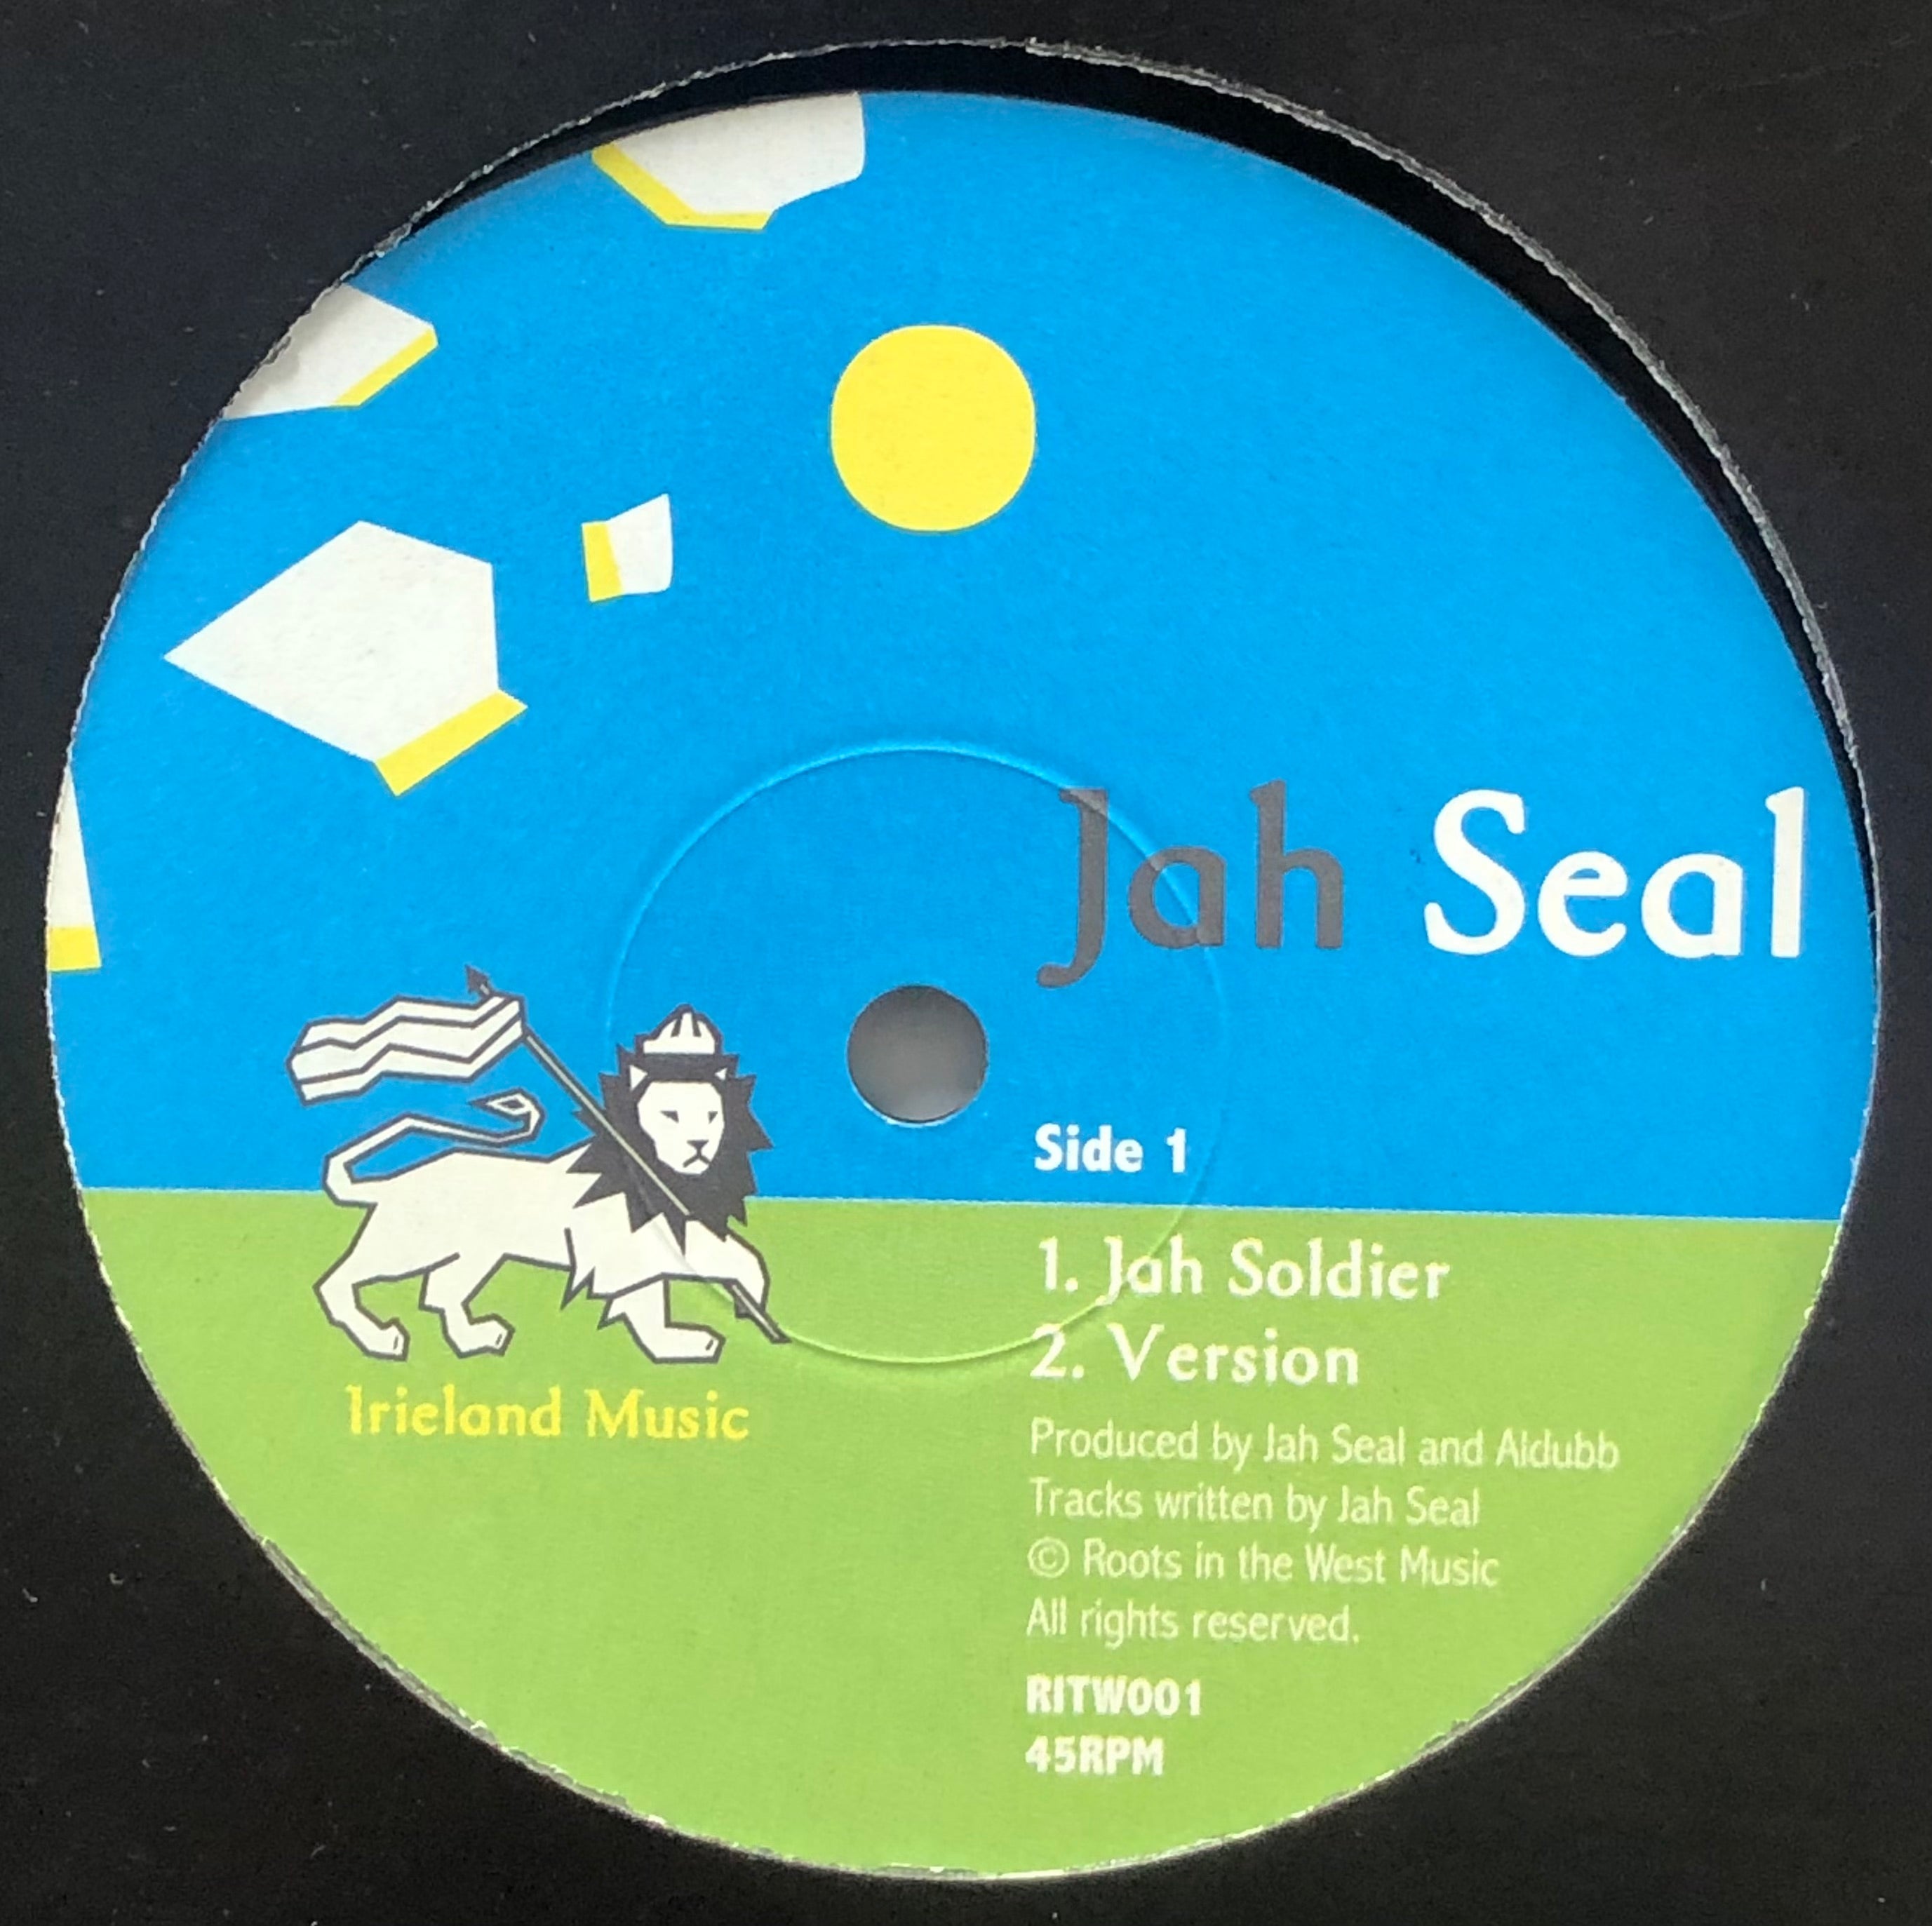 Jah Seal
Side 1
1. Jah Soldier
2. Version
Irieland Music
Produced by Jah Seal and Aldubb
Tracks written by Jah Seal
© Roots in the West Music
All rights reserved.
RITW001
45RPM